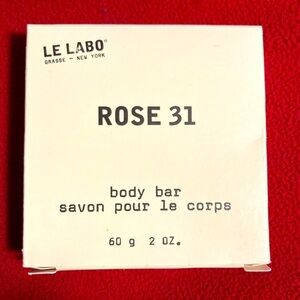 LE LABO®
GRASSE - NEW YORK
ROSE 31
body bar
savon pour le corps
60 g 2 OZ.